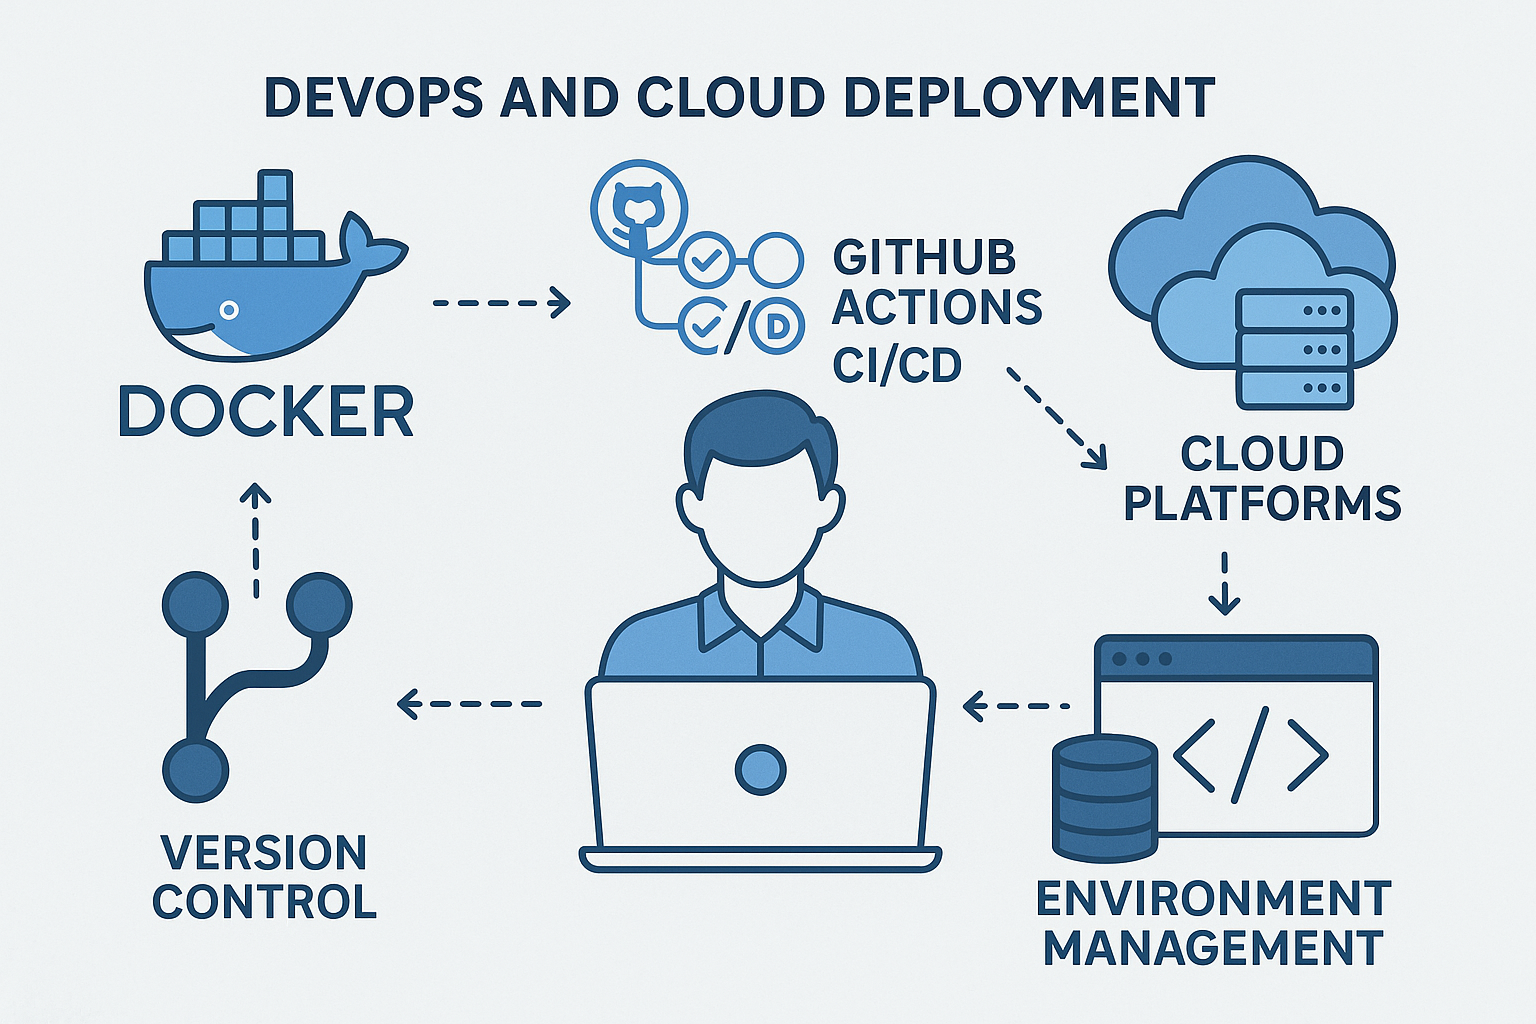 DEVOPS AND CLOUD DEPLOYMENT
DOCKER
C/D
GITHUB
ACTIONS
CI/CD
CLOUD
PLATFORMS
</>
VERSION
CONTROL
ENVIRONMENT
MANAGEMENT